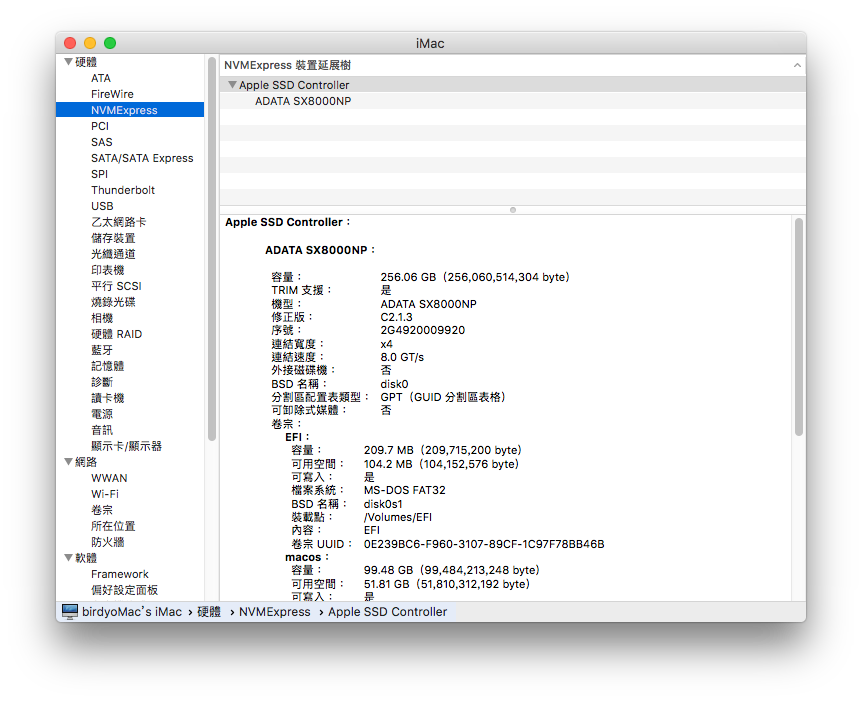 iMac
硬體
ATA
FireWire
NVMExpress
PCI
SAS
SATA/SATA Express
SPI
Thunderbolt
USB
乙太網路卡
儲存裝置
光纖通道
印表機
平行 SCSI
燒錄光碟
相機
硬體 RAID
藍牙
記憶體
診斷
讀卡機
電源
音訊
顯示卡/顯示器
網路
WWAN
Wi-Fi
卷宗
所在位置
防火牆
軟體
Framework
偏好設定面板
NVMExpress 裝置延展樹
Apple SSD Controller
ADATA SX8000NP
Apple SSD Controller：
ADATA SX8000NP：
容量： 256.06 GB（256,060,514,304 byte）
TRIM 支援： 是
機型： ADATA SX8000NP
修正版： C2.1.3
序號： 2G4920009920
連結寬度： x4
連結速度： 8.0 GT/s
外接磁碟機： 否
BSD 名稱： disk0
分割區配置表類型： GPT（GUID 分割區表格）
可卸除式媒體： 否
卷宗：
EFI：
容量： 209.7 MB（209,715,200 byte）
可用空間： 104.2 MB（104,152,576 byte）
可寫入： 是
檔案系統： MS-DOS FAT32
BSD 名稱： disk0s1
裝載點： /Volumes/EFI
內容： EFI
卷宗 UUID： 0E239BC6-F960-3107-89CF-1C97F78BB46B
macos：
容量： 99.48 GB（99,484,213,248 byte）
可用空間： 51.81 GB（51,810,312,192 byte）
可寫入： 是
birdyoMac's iMac › 硬體 › NVMExpress › Apple SSD Controller